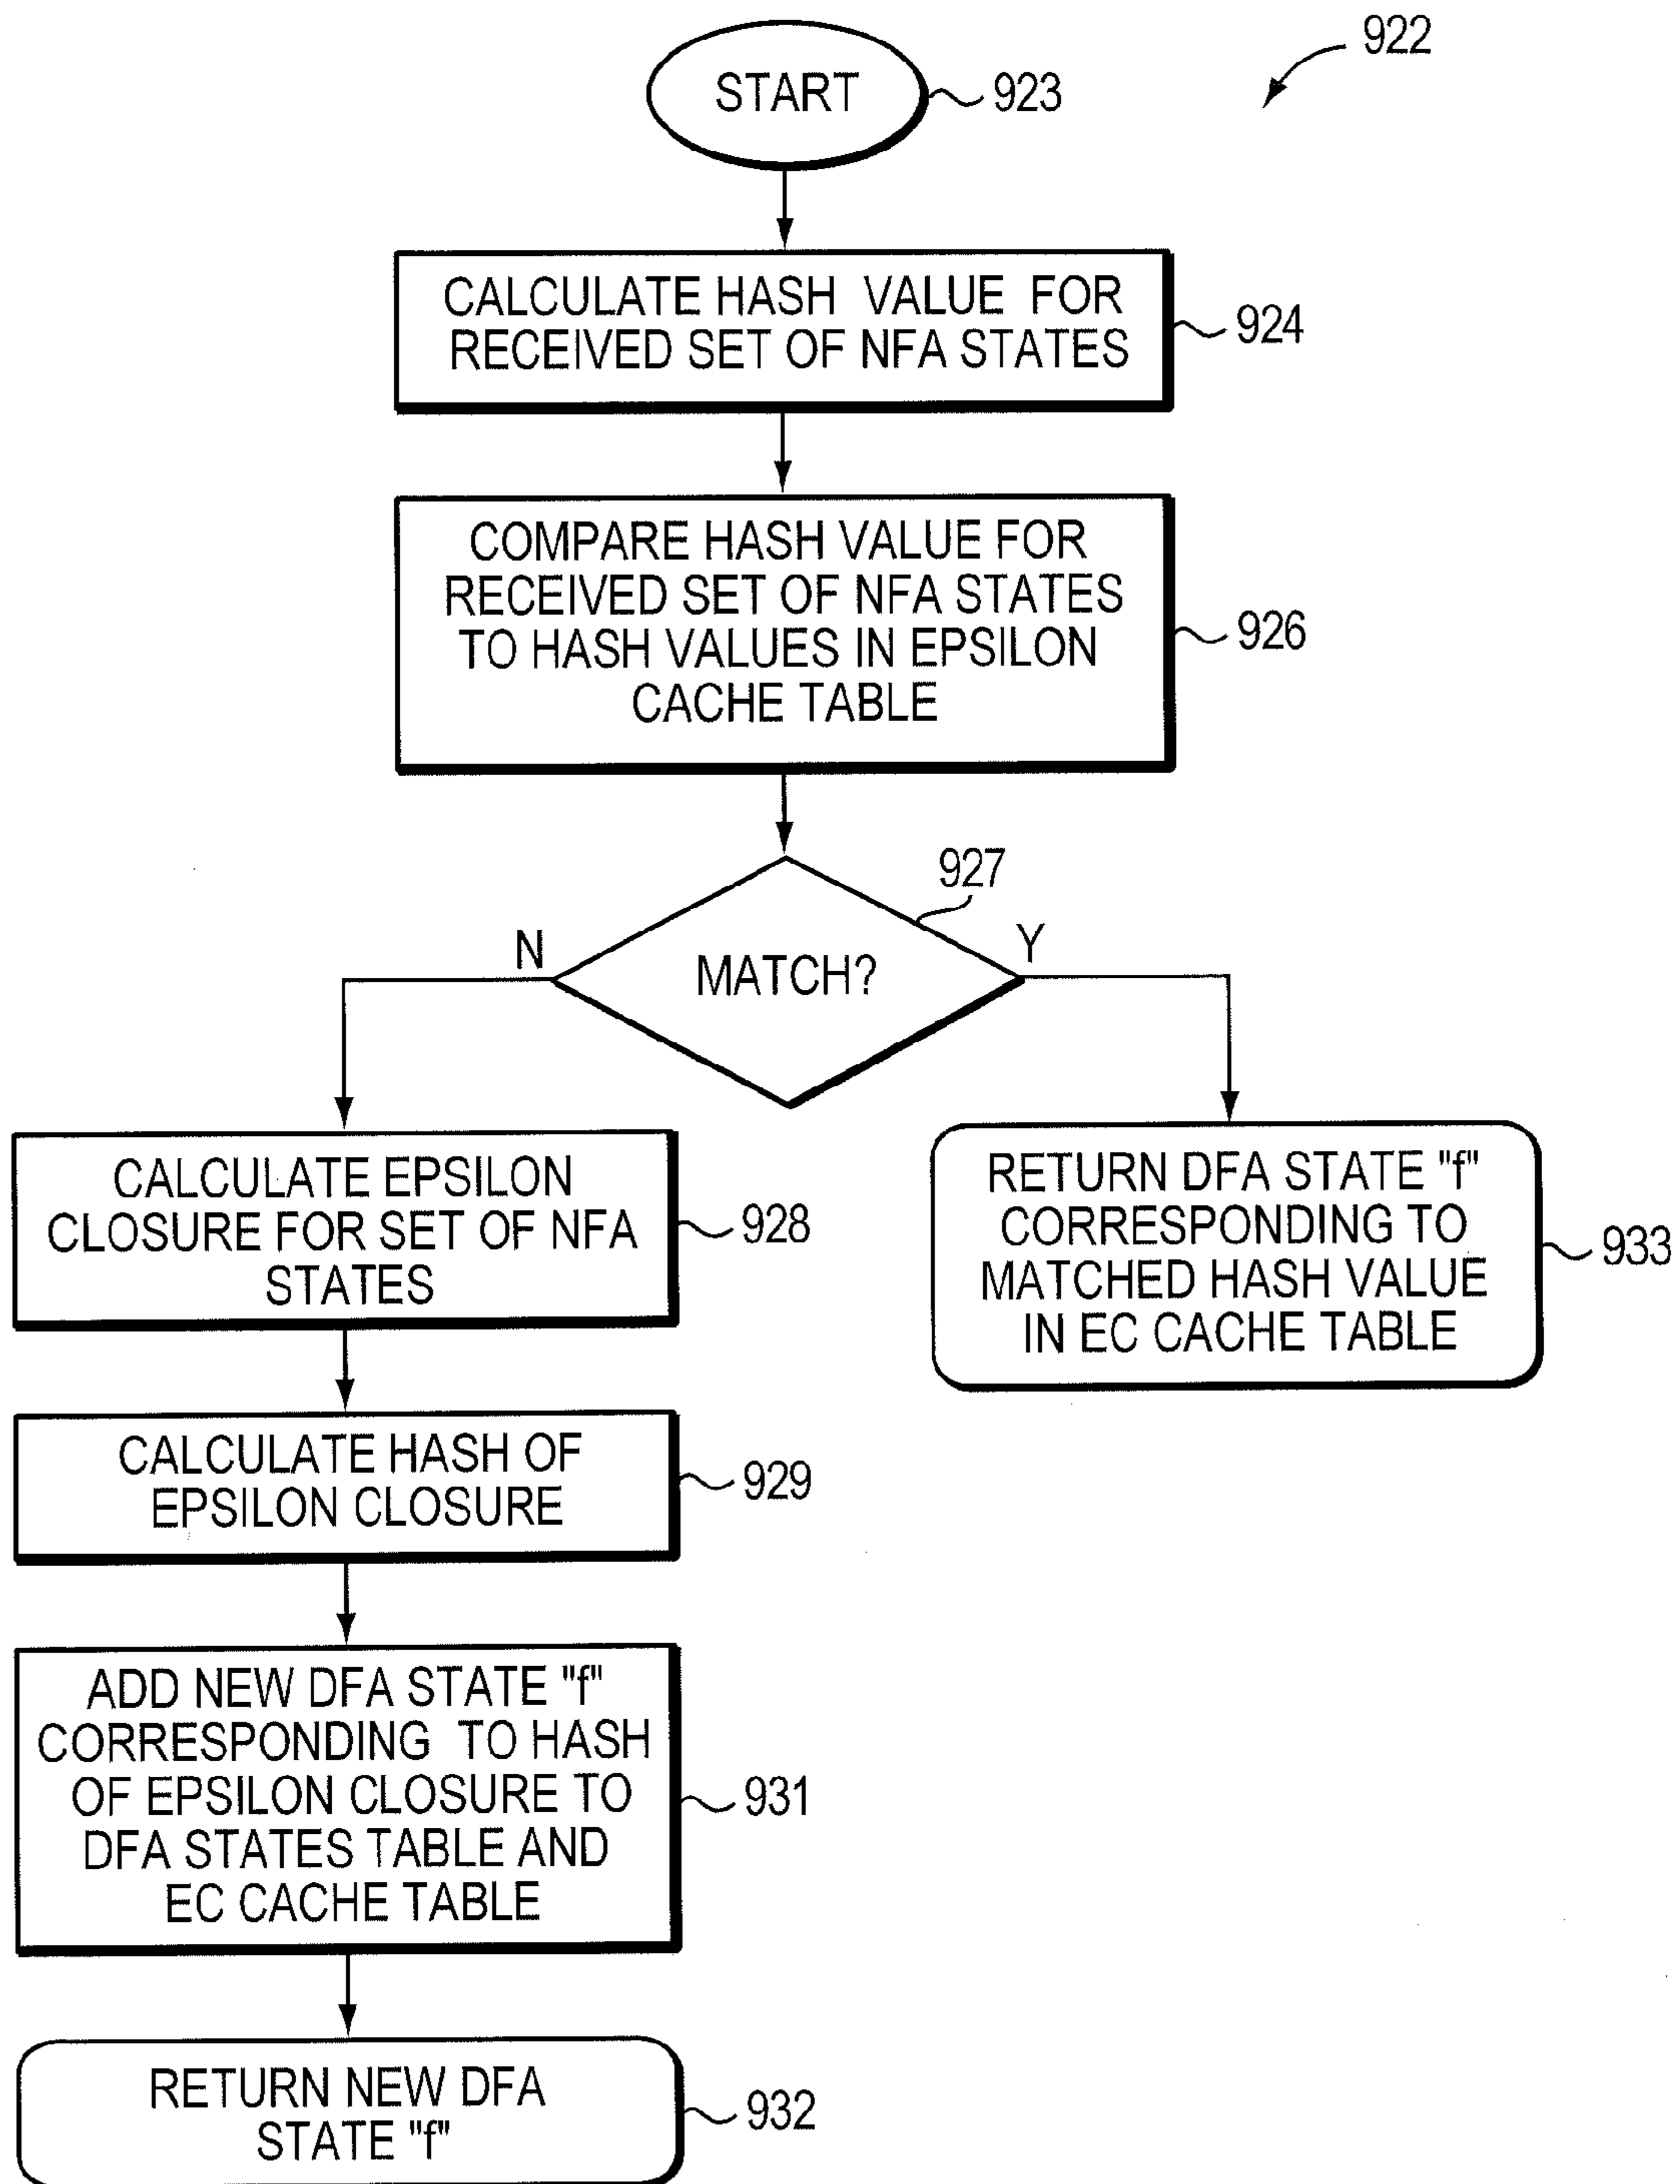 922
START
923
CALCULATE HASH VALUE FOR
RECEIVED SET OF NFA STATES
924
COMPARE HASH VALUE FOR
RECEIVED SET OF NFA STATES
TO HASH VALUES IN EPSILON
CACHE TABLE
926
927
N
MATCH?
Y
CALCULATE EPSILON
CLOSURE FOR SET OF NFA
STATES
928
RETURN DFA STATE "f"
CORRESPONDING TO
MATCHED HASH VALUE
IN EC CACHE TABLE
933
CALCULATE HASH OF
EPSILON CLOSURE
929
ADD NEW DFA STATE "f"
CORRESPONDING TO HASH
OF EPSILON CLOSURE TO
DFA STATES TABLE AND
EC CACHE TABLE
931
RETURN NEW DFA
STATE "f"
932